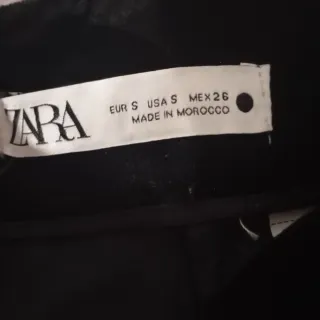 ZARA
EUR S USA S MEX 26
MADE IN MOROCCO